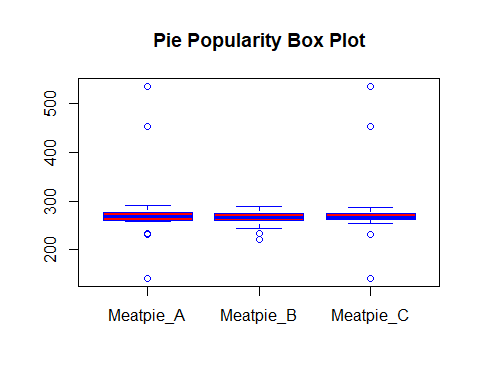 Pie Popularity Box Plot
500
400
300
200
Meatpie_A
Meatpie_B
Meatpie_C